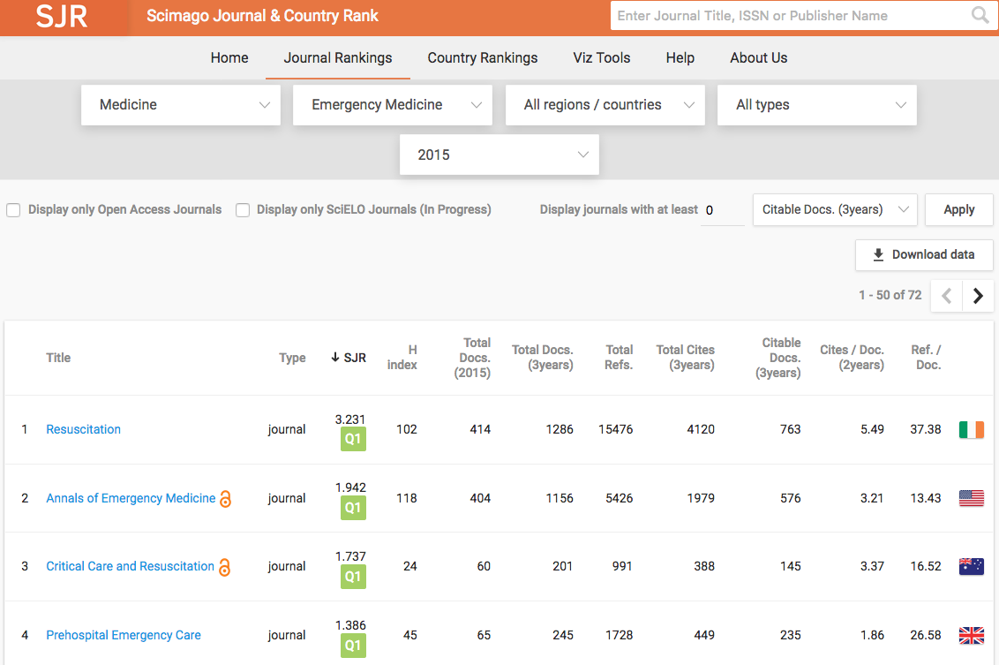 SJR Scimago Journal & Country Rank Enter Journal Title, ISSN or Publisher Name
Home Journal Rankings Country Rankings Viz Tools Help About Us
Medicine Emergency Medicine All regions / countries All types
2015
Display only Open Access Journals Display only SciELO Journals (In Progress) Display journals with at least 0 Citable Docs. (3years) Apply
Download data
1 - 50 of 72
Title Type SJR H index Total Docs. (2015) Total Docs. (3years) Total Refs. Total Cites (3years) Citable Docs. (3years) Cites / Doc. (2years) Ref. / Doc.
1 Resuscitation journal 3.231 Q1 102 414 1286 15476 4120 763 5.49 37.38
2 Annals of Emergency Medicine journal 1.942 Q1 118 404 1156 5426 1979 576 3.21 13.43
3 Critical Care and Resuscitation journal 1.737 Q1 24 60 201 991 388 145 3.37 16.52
4 Prehospital Emergency Care journal 1.386 Q1 45 65 245 1728 449 235 1.86 26.58